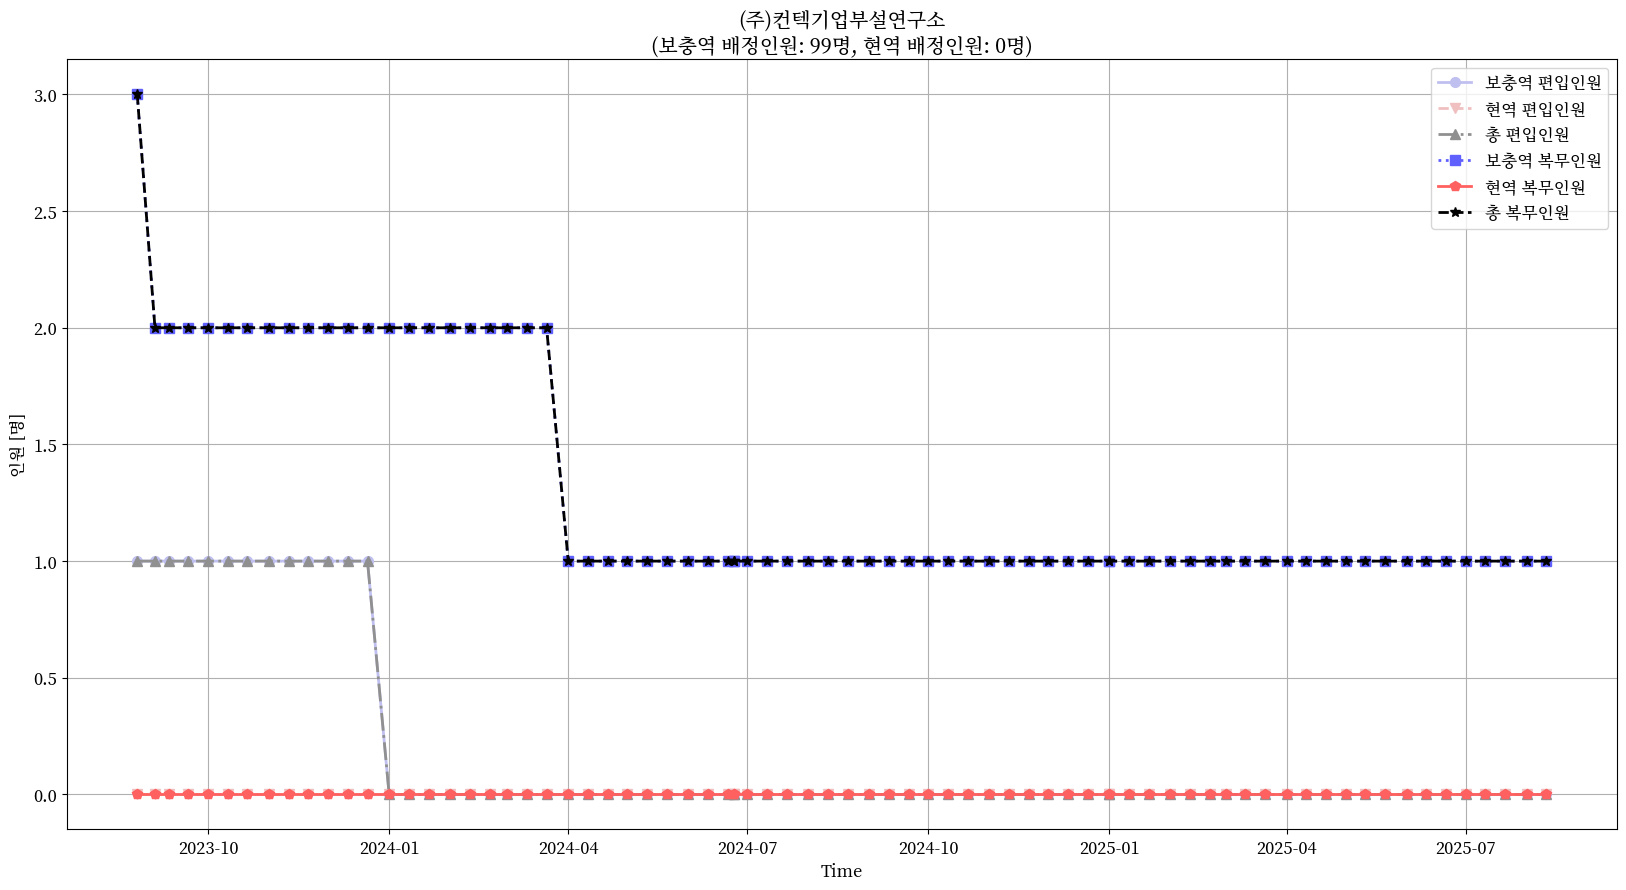 (주)컨텍기업부설연구소
(보충역 배정인원: 99명, 현역 배정인원: 0명)
보충역 편입인원
현역 편입인원
총 편입인원
보충역 복무인원
현역 복무인원
총 복무인원
인원 [명]
3.0
2.5
2.0
1.5
1.0
0.5
0.0
2023-10
2024-01
2024-04
2024-07
2024-10
2025-01
2025-04
2025-07
Time